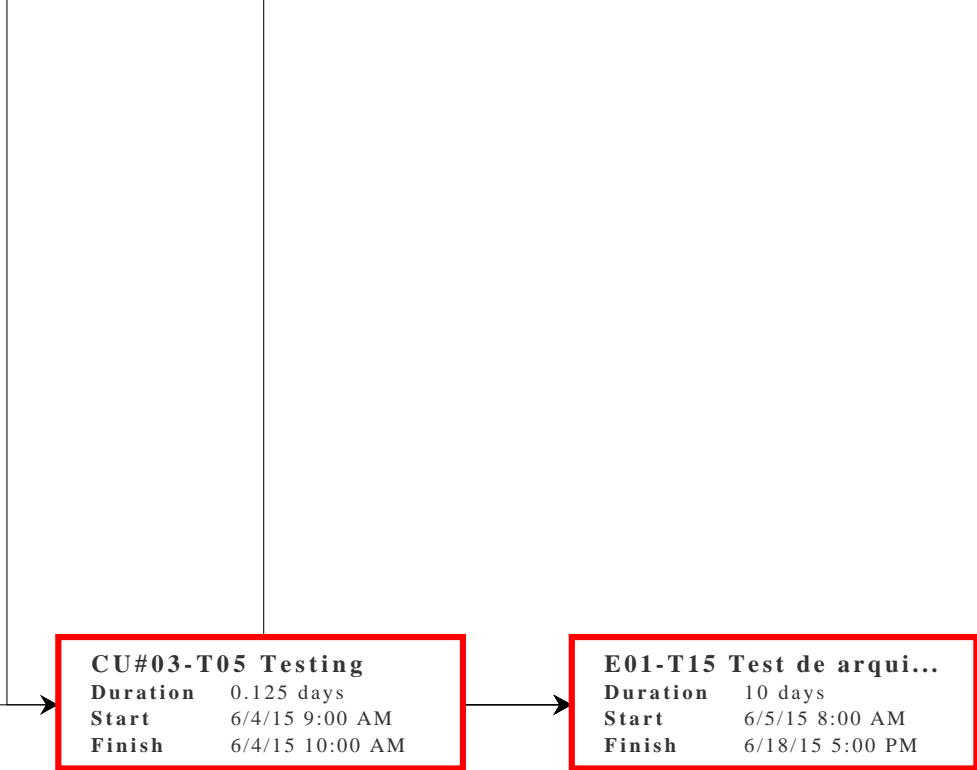 CU#03-T05 Testing
Duration 0.125 days
Start 6/4/15 9:00 AM
Finish 6/4/15 10:00 AM
E01-T15 Test de arqui...
Duration 10 days
Start 6/5/15 8:00 AM
Finish 6/18/15 5:00 PM